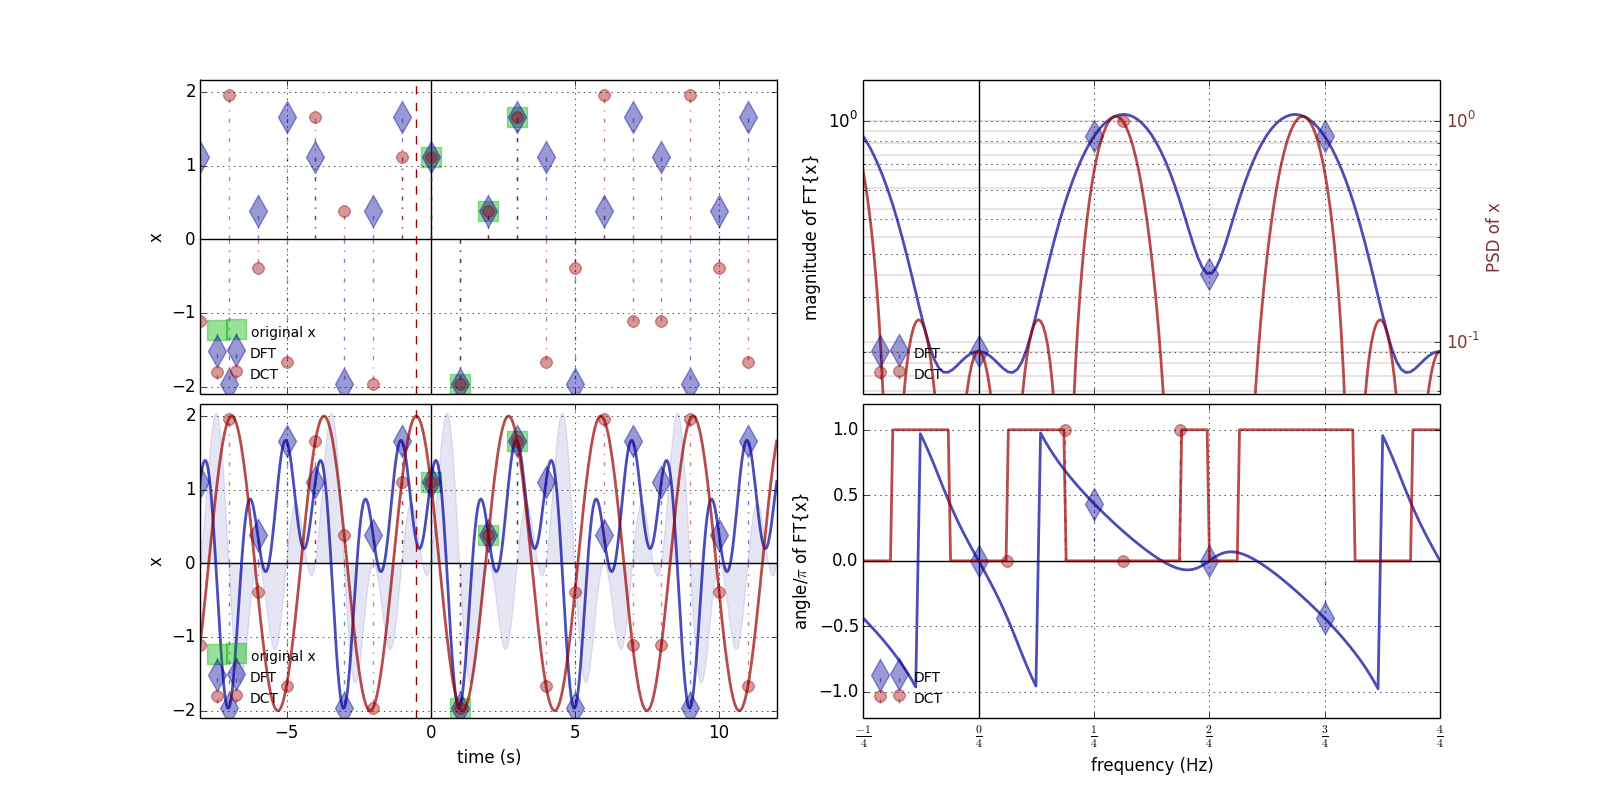 2
1
0
−1
−2
x
original x
DFT
DCT
10^0
magnitude of FT{x}
10^0
10^-1
PSD of x
DFT
DCT
2
1
0
−1
−2
x
original x
DFT
DCT
−5 0 5 10
time (s)
1.0
0.5
0.0
−0.5
−1.0
angle/π of FT{x}
DFT
DCT
−1/4 0/4 1/4 2/4 3/4 4/4
frequency (Hz)